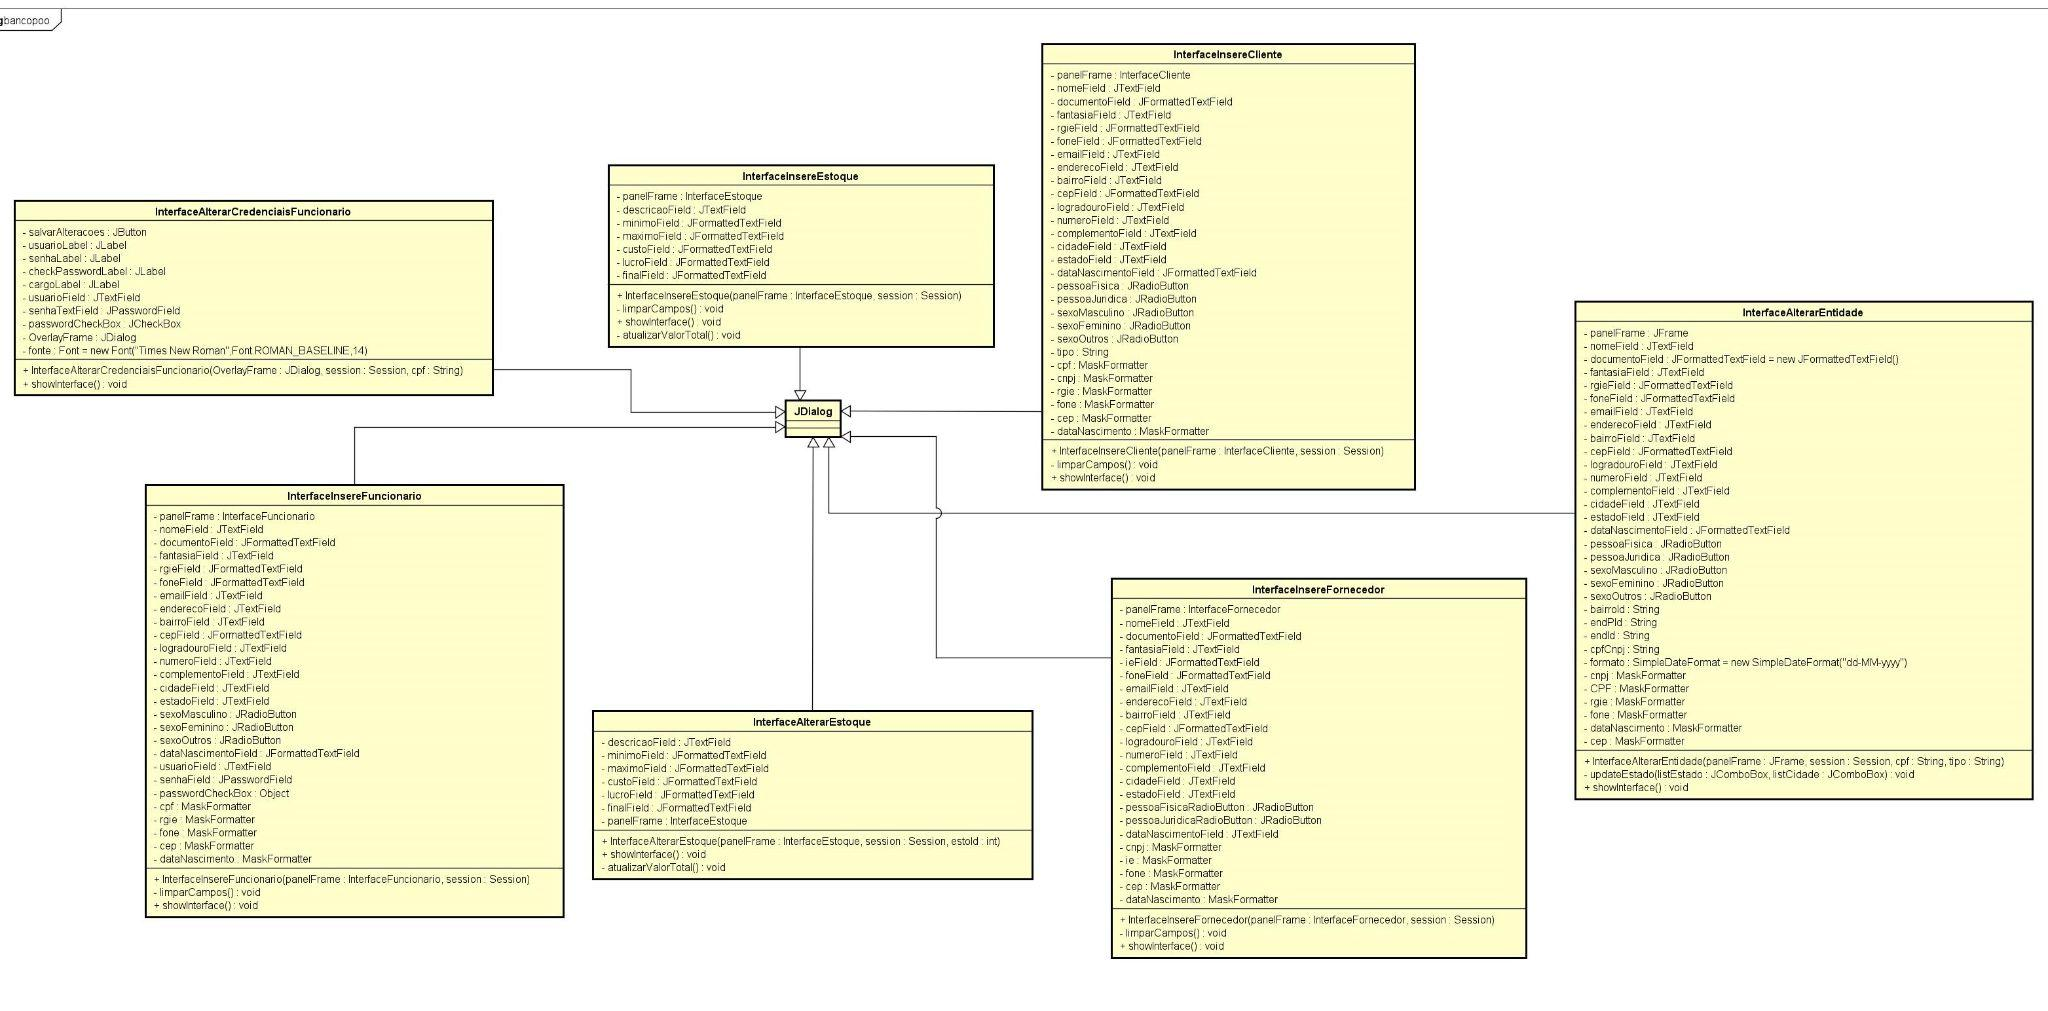 bancopoo
InterfaceAlterarCredenciaisFuncionario
- salvarAlteracoes : JButton
- usuarioLabel : JLabel
- senhaLabel : JLabel
- checkPasswordLabel : JLabel
- cargoLabel : JLabel
- usuarioField : JTextField
- senhaTextField : JPasswordField
- passwordCheckBox : JCheckBox
- OverlayFrame : JDialog
- fonte : Font = new Font("Times New Roman",Font.ROMAN_BASELINE,14)
+ InterfaceAlterarCredenciaisFuncionario(OverlayFrame : JDialog, session : Session, cpf : String)
+ showInterface() : void
InterfaceInsereEstoque
- panelFrame : InterfaceEstoque
- descricaoField : JTextField
- minimoField : JFormattedTextField
- maximoField : JFormattedTextField
- custoField : JFormattedTextField
- lucroField : JFormattedTextField
- finalField : JFormattedTextField
+ InterfaceInsereEstoque(panelFrame : InterfaceEstoque, session : Session)
- limparCampos() : void
+ showInterface() : void
- atualizarValorTotal() : void
InterfaceInsereCliente
- panelFrame : InterfaceCliente
- nomeField : JTextField
- documentoField : JFormattedTextField
- fantasiaField : JTextField
- rgieField : JFormattedTextField
- foneField : JFormattedTextField
- emailField : JTextField
- enderecoField : JTextField
- bairroField : JTextField
- cepField : JFormattedTextField
- logradouroField : JTextField
- numeroField : JTextField
- complementoField : JTextField
- cidadeField : JTextField
- estadoField : JTextField
- dataNascimentoField : JFormattedTextField
- pessoaFisica : JRadioButton
- pessoaJuridica : JRadioButton
- sexoMasculino : JRadioButton
- sexoFeminino : JRadioButton
- sexoOutros : JRadioButton
- tipo : String
- cpf : MaskFormatter
- cnpj : MaskFormatter
- rgie : MaskFormatter
- fone : MaskFormatter
- cep : MaskFormatter
- dataNascimento : MaskFormatter
+ InterfaceInsereCliente(panelFrame : InterfaceCliente, session : Session)
- limparCampos() : void
+ showInterface() : void
JDialog
InterfaceAlterarEntidade
- panelFrame : JFrame
- nomeField : JTextField
- documentoField : JFormattedTextField = new JFormattedTextField()
- fantasiaField : JTextField
- rgieField : JFormattedTextField
- foneField : JFormattedTextField
- emailField : JTextField
- enderecoField : JTextField
- bairroField : JTextField
- cepField : JFormattedTextField
- logradouroField : JTextField
- numeroField : JTextField
- complementoField : JTextField
- cidadeField : JTextField
- estadoField : JTextField
- dataNascimentoField : JFormattedTextField
- pessoaFisica : JRadioButton
- pessoaJuridica : JRadioButton
- sexoMasculino : JRadioButton
- sexoFeminino : JRadioButton
- sexoOutros : JRadioButton
- bairroId : String
- endPId : String
- endId : String
- cpfCnpj : String
- formato : SimpleDateFormat = new SimpleDateFormat("dd-MM-yyyy")
- cnpj : MaskFormatter
- CPF : MaskFormatter
- rgie : MaskFormatter
- fone : MaskFormatter
- dataNascimento : MaskFormatter
- cep : MaskFormatter
+ InterfaceAlterarEntidade(panelFrame : JFrame, session : Session, cpf : String, tipo : String)
- updateEstado(listEstado : JComboBox, listCidade : JComboBox) : void
+ showInterface() : void
InterfaceInsereFuncionario
- panelFrame : InterfaceFuncionario
- nomeField : JTextField
- documentoField : JFormattedTextField
- fantasiaField : JTextField
- rgieField : JFormattedTextField
- foneField : JFormattedTextField
- emailField : JTextField
- enderecoField : JTextField
- bairroField : JTextField
- cepField : JFormattedTextField
- logradouroField : JTextField
- numeroField : JTextField
- complementoField : JTextField
- cidadeField : JTextField
- estadoField : JTextField
- sexoMasculino : JRadioButton
- sexoFeminino : JRadioButton
- sexoOutros : JRadioButton
- dataNascimentoField : JFormattedTextField
- usuarioField : JTextField
- senhaField : JPasswordField
- passwordCheckBox : Object
- cpf : MaskFormatter
- rgie : MaskFormatter
- fone : MaskFormatter
- cep : MaskFormatter
- dataNascimento : MaskFormatter
+ InterfaceInsereFuncionario(panelFrame : InterfaceFuncionario, session : Session)
- limparCampos() : void
+ showInterface() : void
InterfaceAlterarEstoque
- descricaoField : JTextField
- minimoField : JFormattedTextField
- maximoField : JFormattedTextField
- custoField : JFormattedTextField
- lucroField : JFormattedTextField
- finalField : JFormattedTextField
- panelFrame : InterfaceEstoque
+ InterfaceAlterarEstoque(panelFrame : InterfaceEstoque, session : Session, estoId : int)
+ showInterface() : void
- atualizarValorTotal() : void
InterfaceInsereFornecedor
- panelFrame : InterfaceFornecedor
- nomeField : JTextField
- documentoField : JFormattedTextField
- fantasiaField : JTextField
- ieField : JFormattedTextField
- foneField : JFormattedTextField
- emailField : JTextField
- enderecoField : JTextField
- bairroField : JTextField
- cepField : JFormattedTextField
- logradouroField : JTextField
- numeroField : JTextField
- complementoField : JTextField
- cidadeField : JTextField
- estadoField : JTextField
- pessoaFisicaRadioButton : JRadioButton
- pessoaJuridicaRadioButton : JRadioButton
- dataNascimentoField : JTextField
- cnpj : MaskFormatter
- ie : MaskFormatter
- fone : MaskFormatter
- cep : MaskFormatter
- dataNascimento : MaskFormatter
+ InterfaceInsereFornecedor(panelFrame : InterfaceFornecedor, session : Session)
- limparCampos() : void
+ showInterface() : void